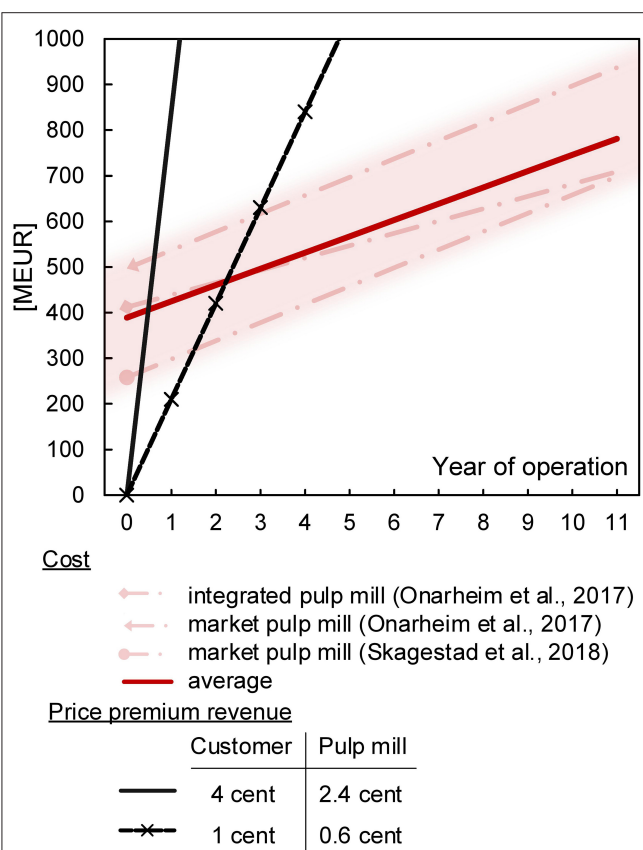 1000
900
800
700
600
500
400
300
200
100
0
[MEUR]
Year of operation
0 1 2 3 4 5 6 7 8 9 10 11
Cost
integrated pulp mill (Onarheim et al., 2017)
market pulp mill (Onarheim et al., 2017)
market pulp mill (Skagestad et al., 2018)
average
Price premium revenue
Customer Pulp mill
4 cent 2.4 cent
1 cent 0.6 cent